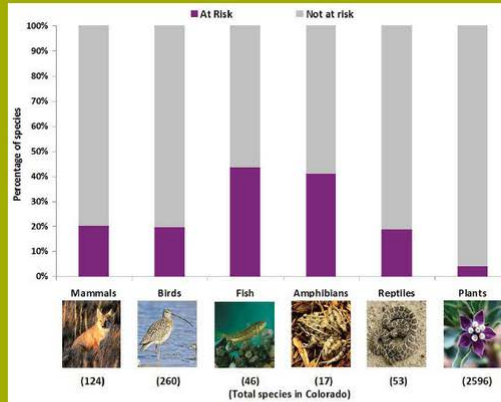 At Risk Not at risk
100%
90%
80%
70%
60%
50%
40%
30%
20%
10%
0%
Percentage of species
Mammals Birds Fish Amphibians Reptiles Plants
(124) (260) (46) (17) (53) (2596)
(Total species in Colorado)